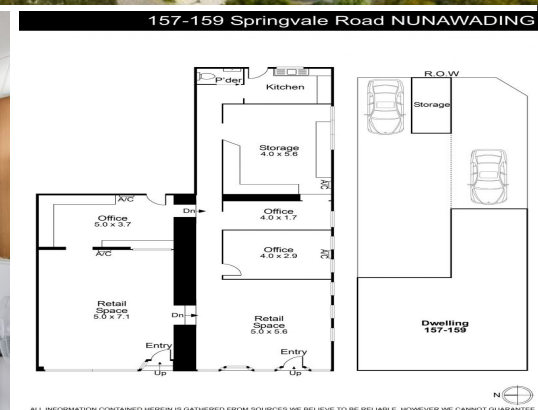 157-159 Springvale Road NUNAWADING
R.O.W
P'der
Kitchen
Storage
Storage
4.0 x 5.6
A/C
A/C
Office
5.0 x 3.7
Dn
Office
4.0 x 1.7
A/C
Office
4.0 x 2.9
A/C
Retail
Space
5.0 x 7.1
Dn
Retail
Space
5.0 x 5.6
Dwelling
157-159
Entry
Up
Entry
Up
N
ALL INFORMATION CONTAINED HEREIN IS GATHERED FROM SOURCES WE BELIEVE TO BE RELIABLE. HOWEVER WE CANNOT GUARANTEE